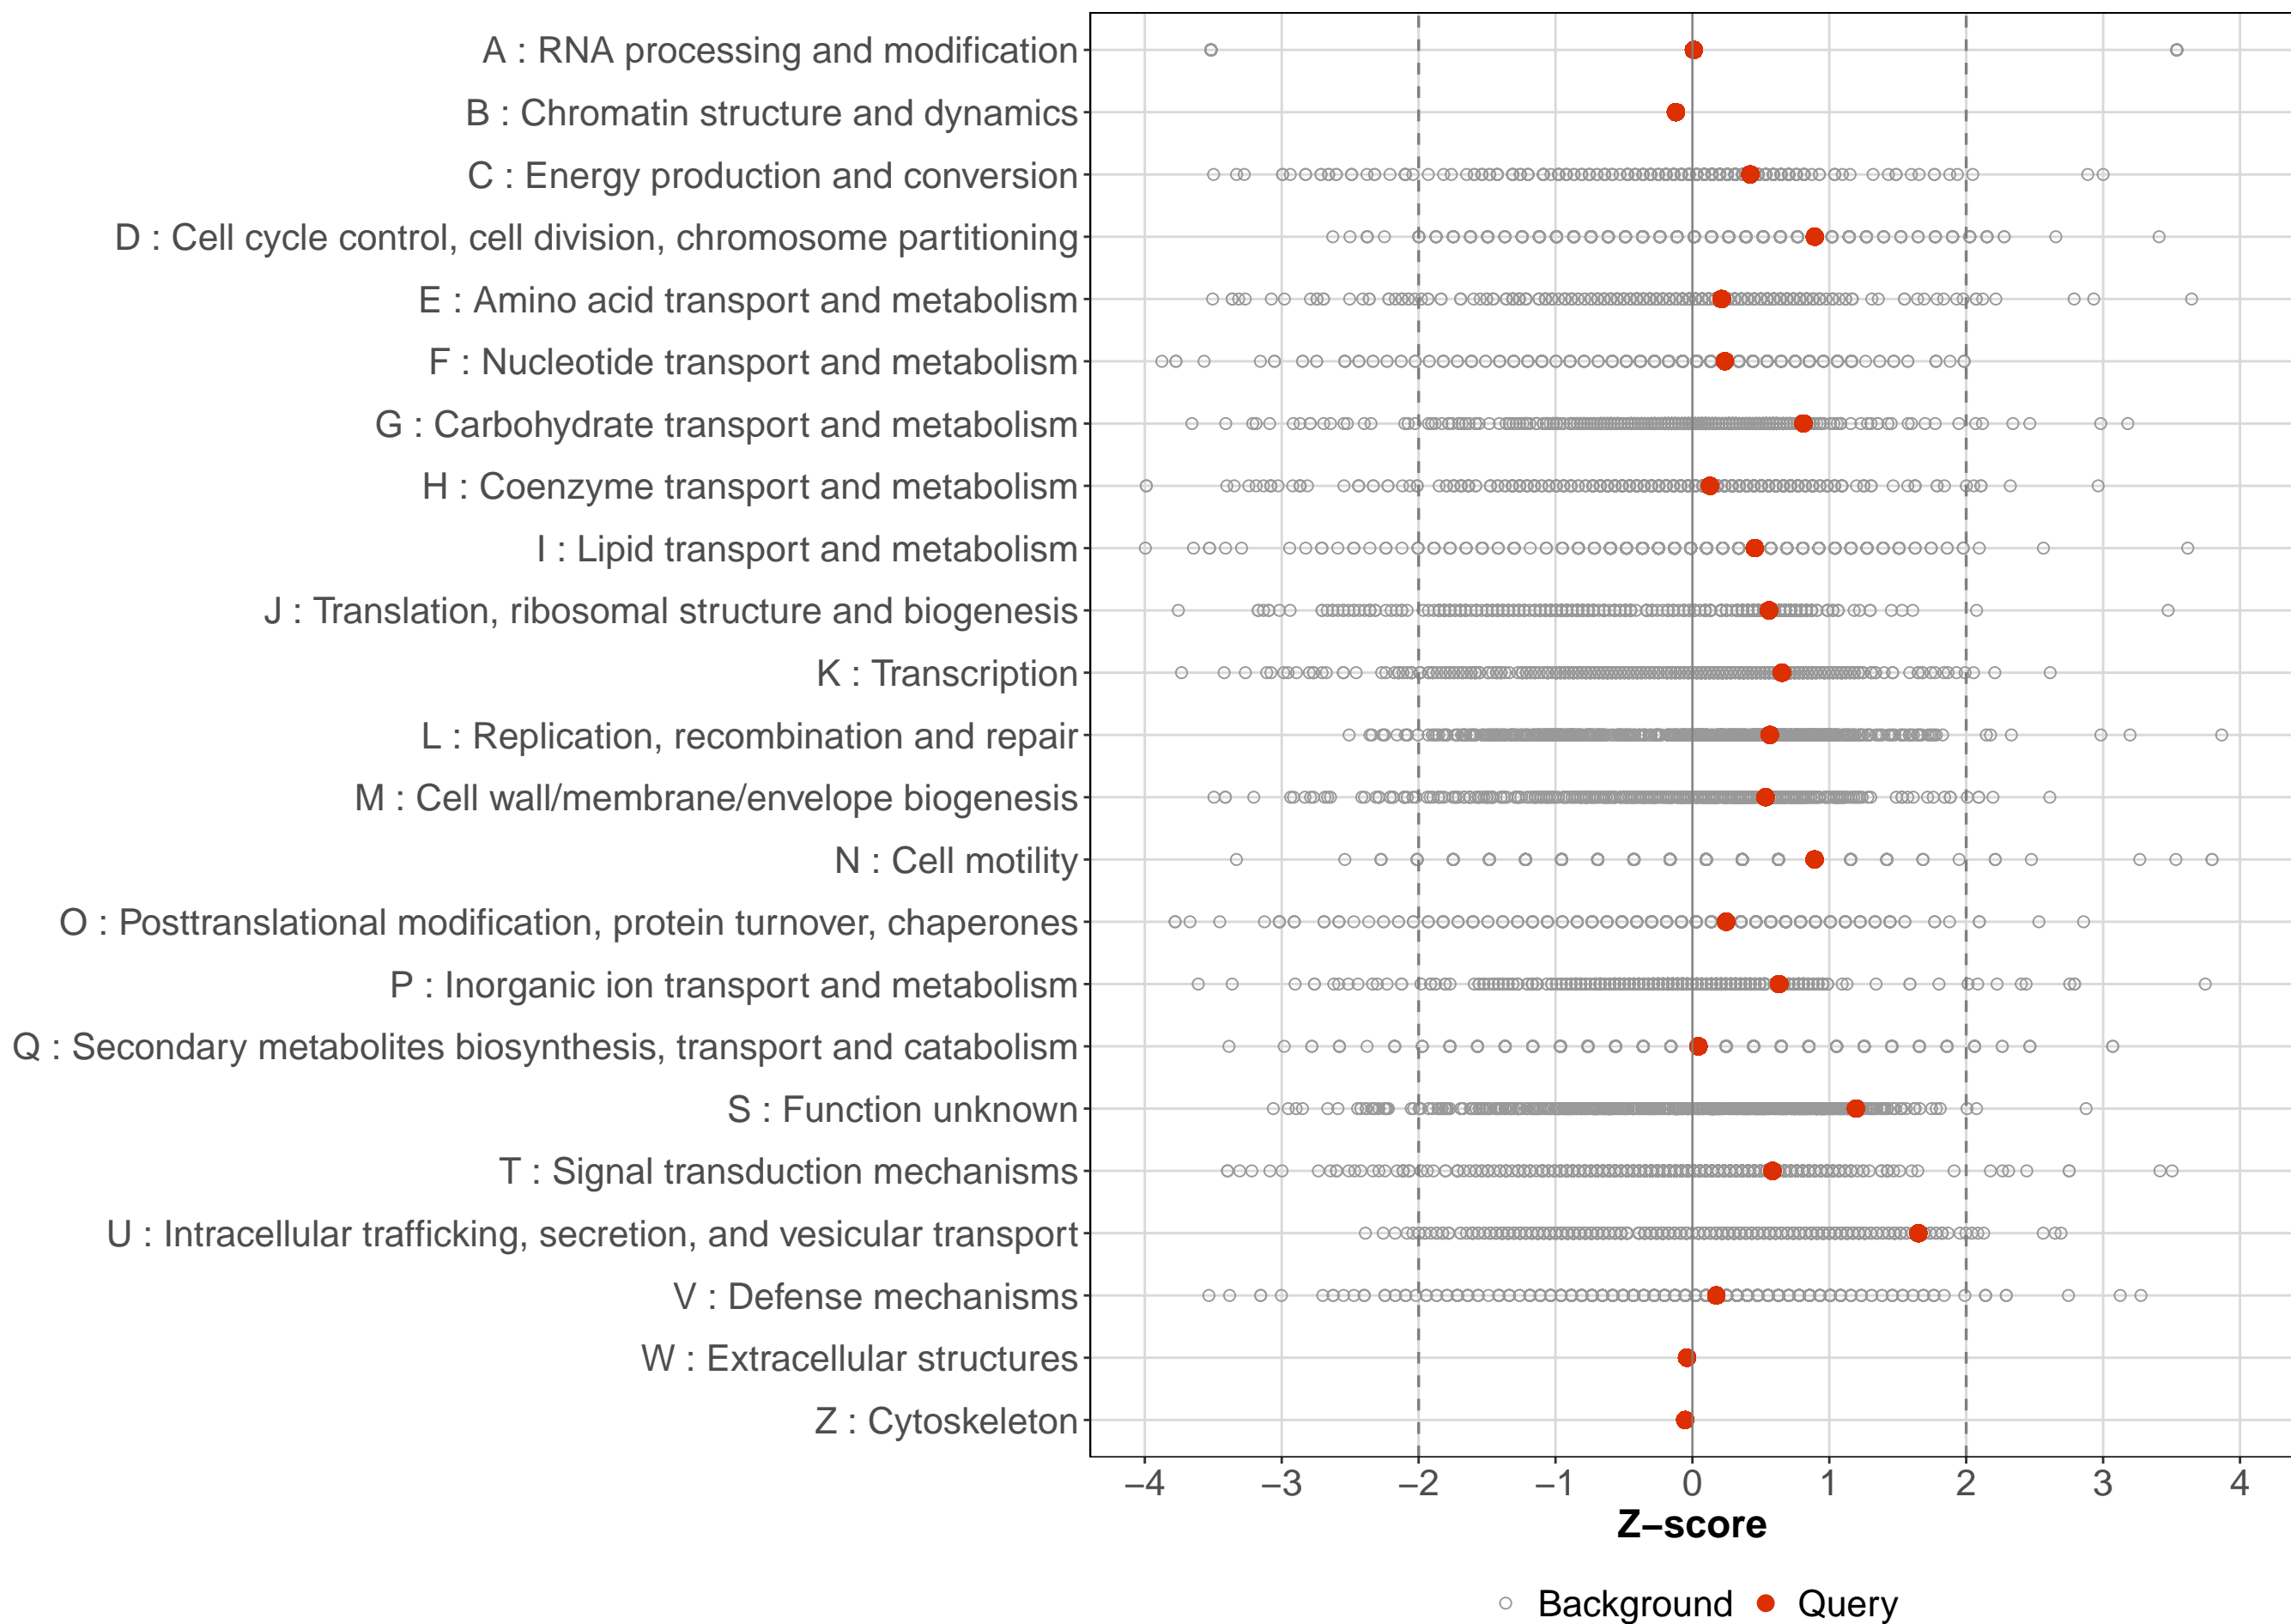 A : RNA processing and modification
B : Chromatin structure and dynamics
C : Energy production and conversion
D : Cell cycle control, cell division, chromosome partitioning
E : Amino acid transport and metabolism
F : Nucleotide transport and metabolism
G : Carbohydrate transport and metabolism
H : Coenzyme transport and metabolism
I : Lipid transport and metabolism
J : Translation, ribosomal structure and biogenesis
K : Transcription
L : Replication, recombination and repair
M : Cell wall/membrane/envelope biogenesis
N : Cell motility
O : Posttranslational modification, protein turnover, chaperones
P : Inorganic ion transport and metabolism
Q : Secondary metabolites biosynthesis, transport and catabolism
S : Function unknown
T : Signal transduction mechanisms
U : Intracellular trafficking, secretion, and vesicular transport
V : Defense mechanisms
W : Extracellular structures
Z : Cytoskeleton
−4 −3 −2 −1 0 1 2 3 4
Z−score
Background Query